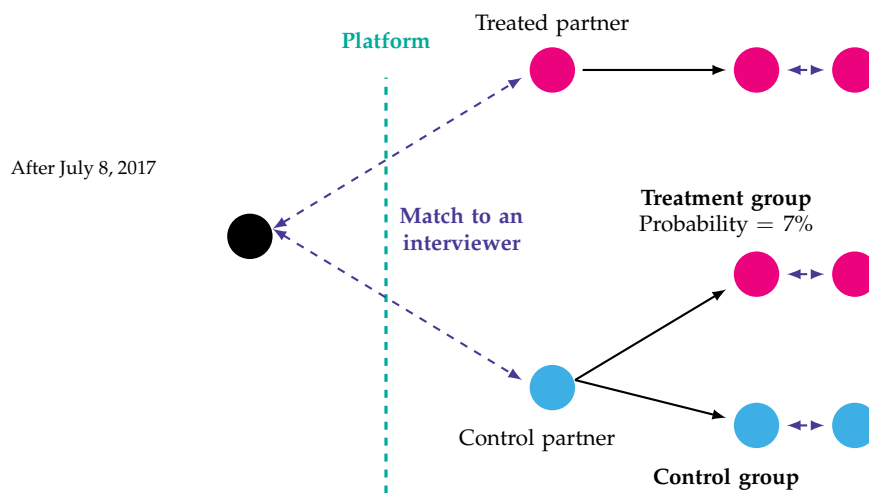 Treated partner
Platform
After July 8, 2017
Match to an
interviewer
Treatment group
Probability = 7%
Control partner
Control group